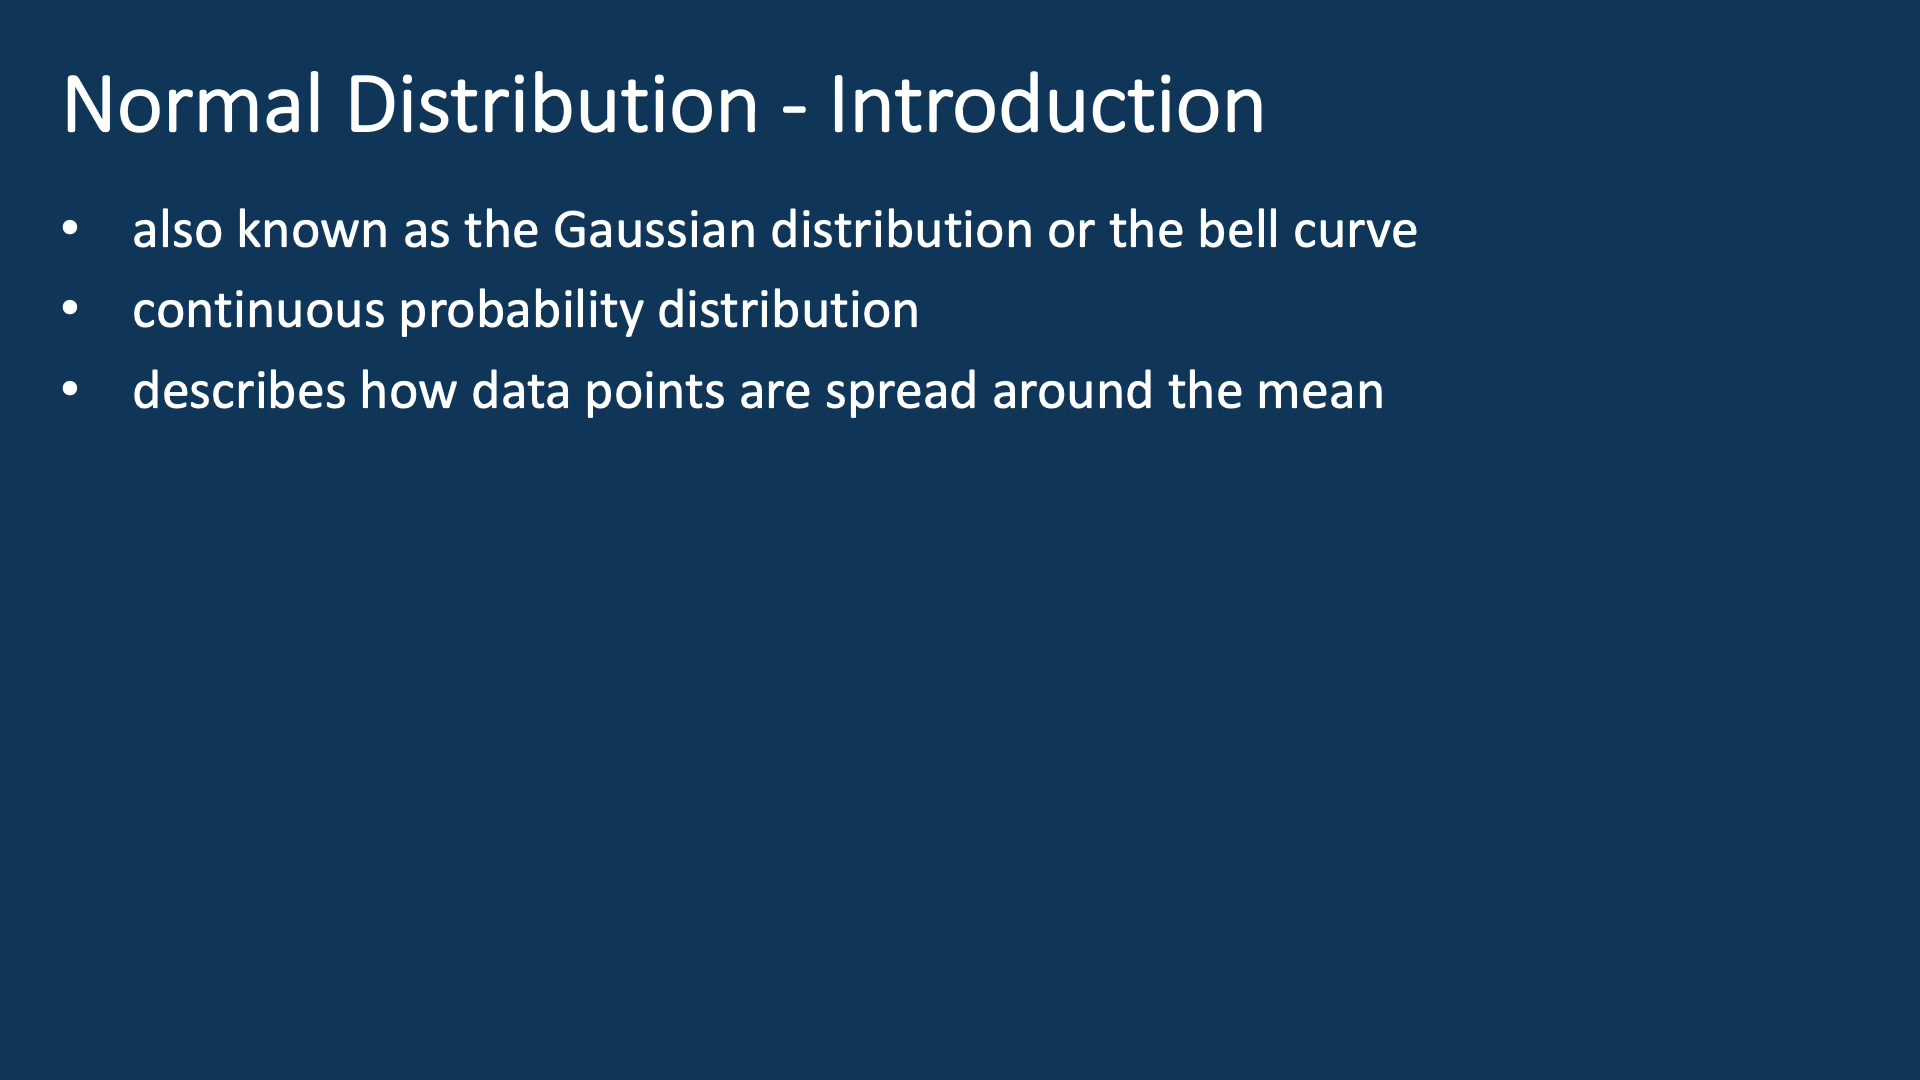 Normal Distribution - Introduction
• also known as the Gaussian distribution or the bell curve
• continuous probability distribution
• describes how data points are spread around the mean